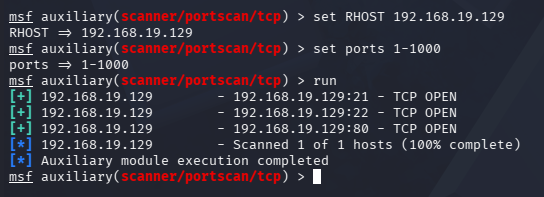 msf auxiliary(scanner/portscan/tcp) > set RHOST 192.168.19.129
RHOST => 192.168.19.129
msf auxiliary(scanner/portscan/tcp) > set ports 1-1000
ports => 1-1000
msf auxiliary(scanner/portscan/tcp) > run
[+] 192.168.19.129        - 192.168.19.129:21 - TCP OPEN
[+] 192.168.19.129        - 192.168.19.129:22 - TCP OPEN
[+] 192.168.19.129        - 192.168.19.129:80 - TCP OPEN
[*] 192.168.19.129        - Scanned 1 of 1 hosts (100% complete)
[*] Auxiliary module execution completed
msf auxiliary(scanner/portscan/tcp) >